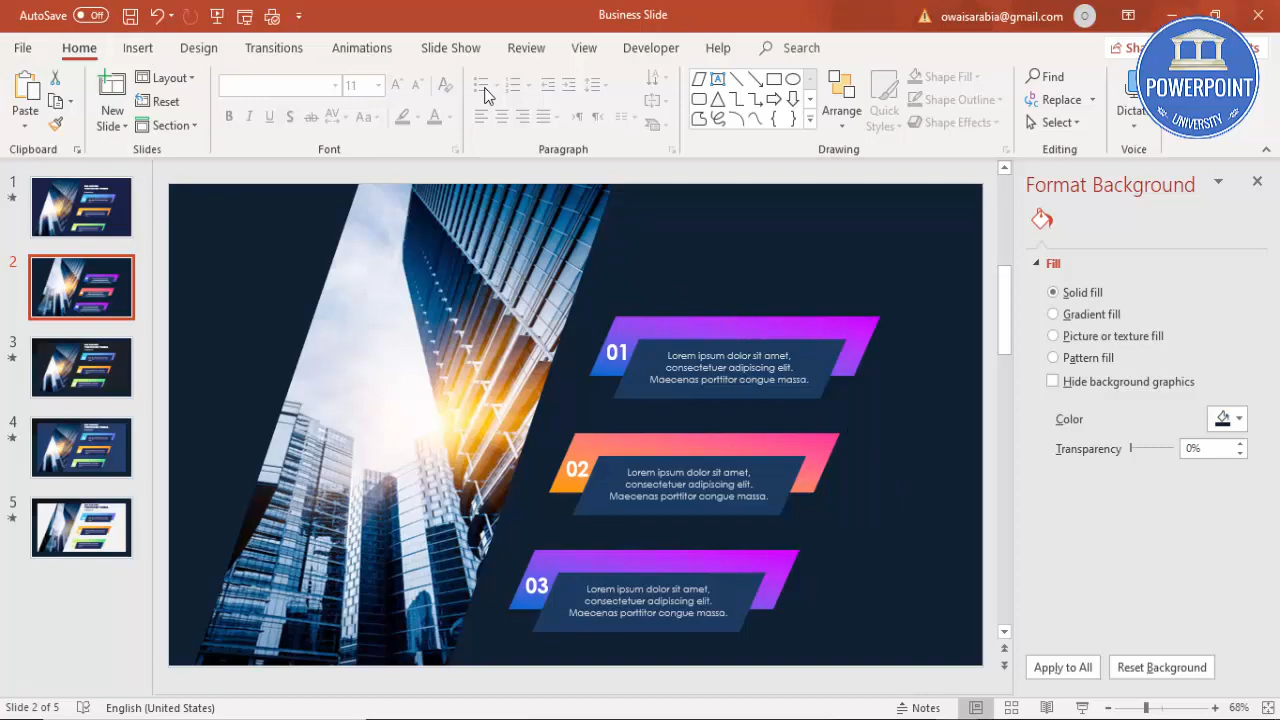 AutoSave Off
Business Slide
owaisarabia@gmail.com
File Home Insert Design Transitions Animations Slide Show Review View Developer Help Search
POWERPOINT
UNIVERSITY
Paste
New
Slide
Layout
Reset
Section
11
Arrange
Quick
Styles
Shape Fill
Shape Outline
Shape Effects
Find
Replace
Select
Clipboard Slides Font Paragraph Drawing Editing Voice
1
2
3
4
5
01
Lorem ipsum dolor sit amet,
consectetuer adipiscing elit.
Maecenas porttitor congue massa.
02
Lorem ipsum dolor sit amet,
consectetuer adipiscing elit.
Maecenas porttitor congue massa.
03
Lorem ipsum dolor sit amet,
consectetuer adipiscing elit.
Maecenas porttitor congue massa.
Format Background
Fill
Solid fill
Gradient fill
Picture or texture fill
Pattern fill
Hide background graphics
Color
Transparency 0%
Apply to All
Reset Background
Slide 2 of 5 English (United States) Notes 68%